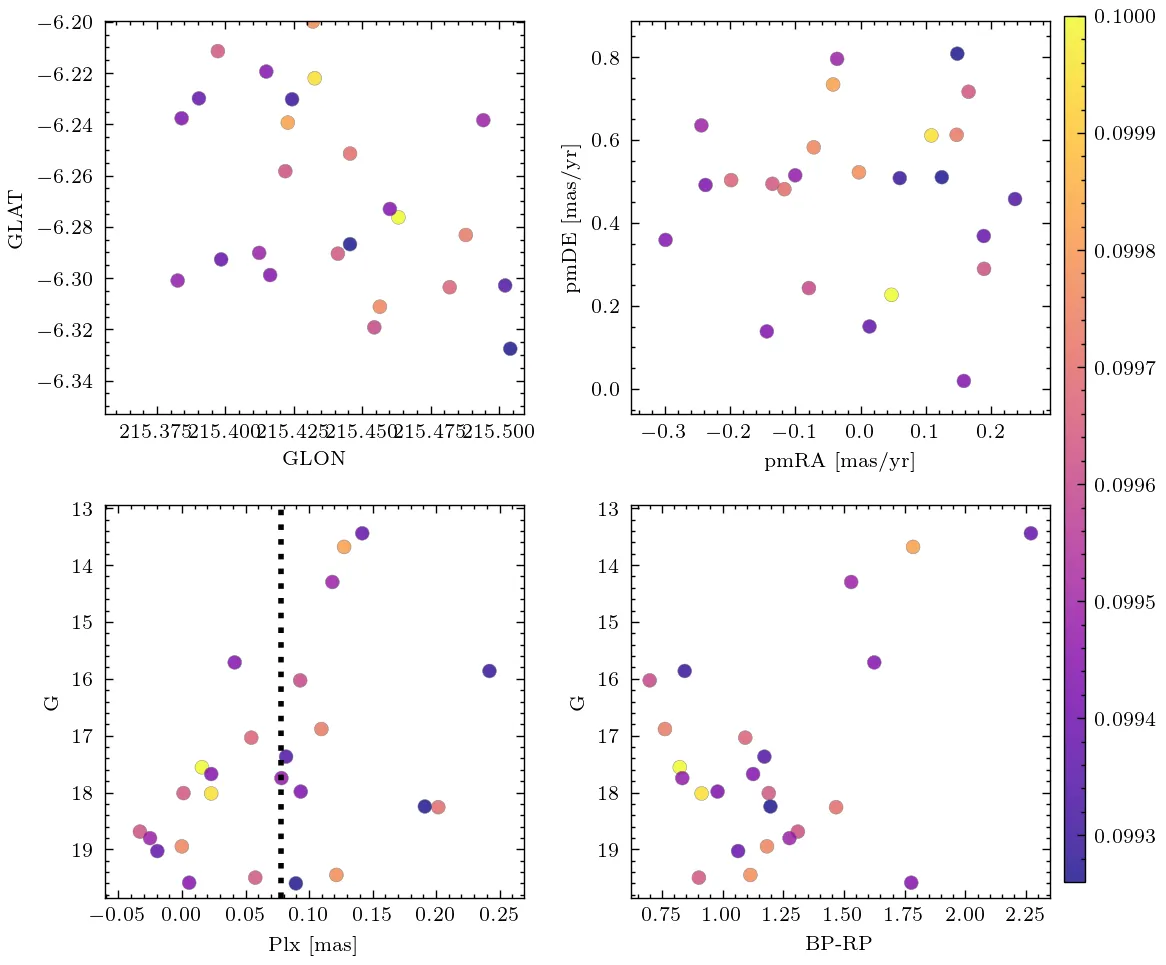 −6.20
−6.22
−6.24
−6.26
−6.28
−6.30
−6.32
−6.34
GLAT
215.375 215.400 215.425 215.450 215.475 215.500
GLON
0.8
0.6
0.4
0.2
0.0
pmDE [mas/yr]
−0.3 −0.2 −0.1 0.0 0.1 0.2
pmRA [mas/yr]
0.1000
0.0999
0.0998
0.0997
0.0996
0.0995
0.0994
0.0993
13
14
15
16
17
18
19
G
−0.05 0.00 0.05 0.10 0.15 0.20 0.25
Plx [mas]
13
14
15
16
17
18
19
G
0.75 1.00 1.25 1.50 1.75 2.00 2.25
BP-RP